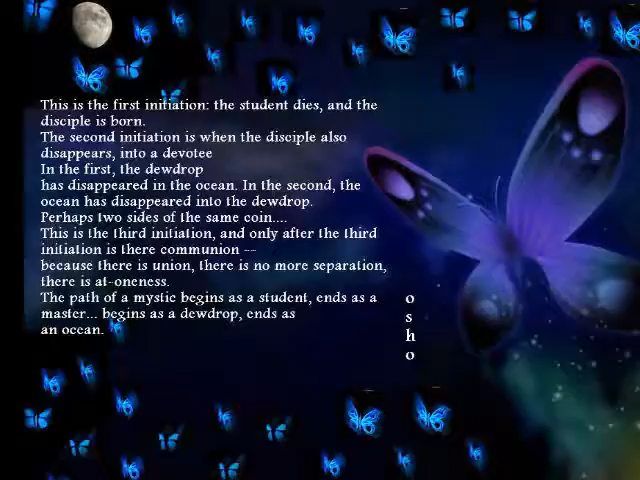 This is the first initiation: the student dies, and the
disciple is born.
The second initiation is when the disciple also
disappears, into a devotee
In the first, the dewdrop
has disappeared in the ocean. In the second, the
ocean has disappeared into the dewdrop.
Perhaps two sides of the same coin....
This is the third initiation, and only after the third
initiation is there communion --
because there is union, there is no more separation,
there is at-oneness.
The path of a mystic begins as a student, ends as a
master... begins as a dewdrop, ends as
an ocean.
o
s
h
o